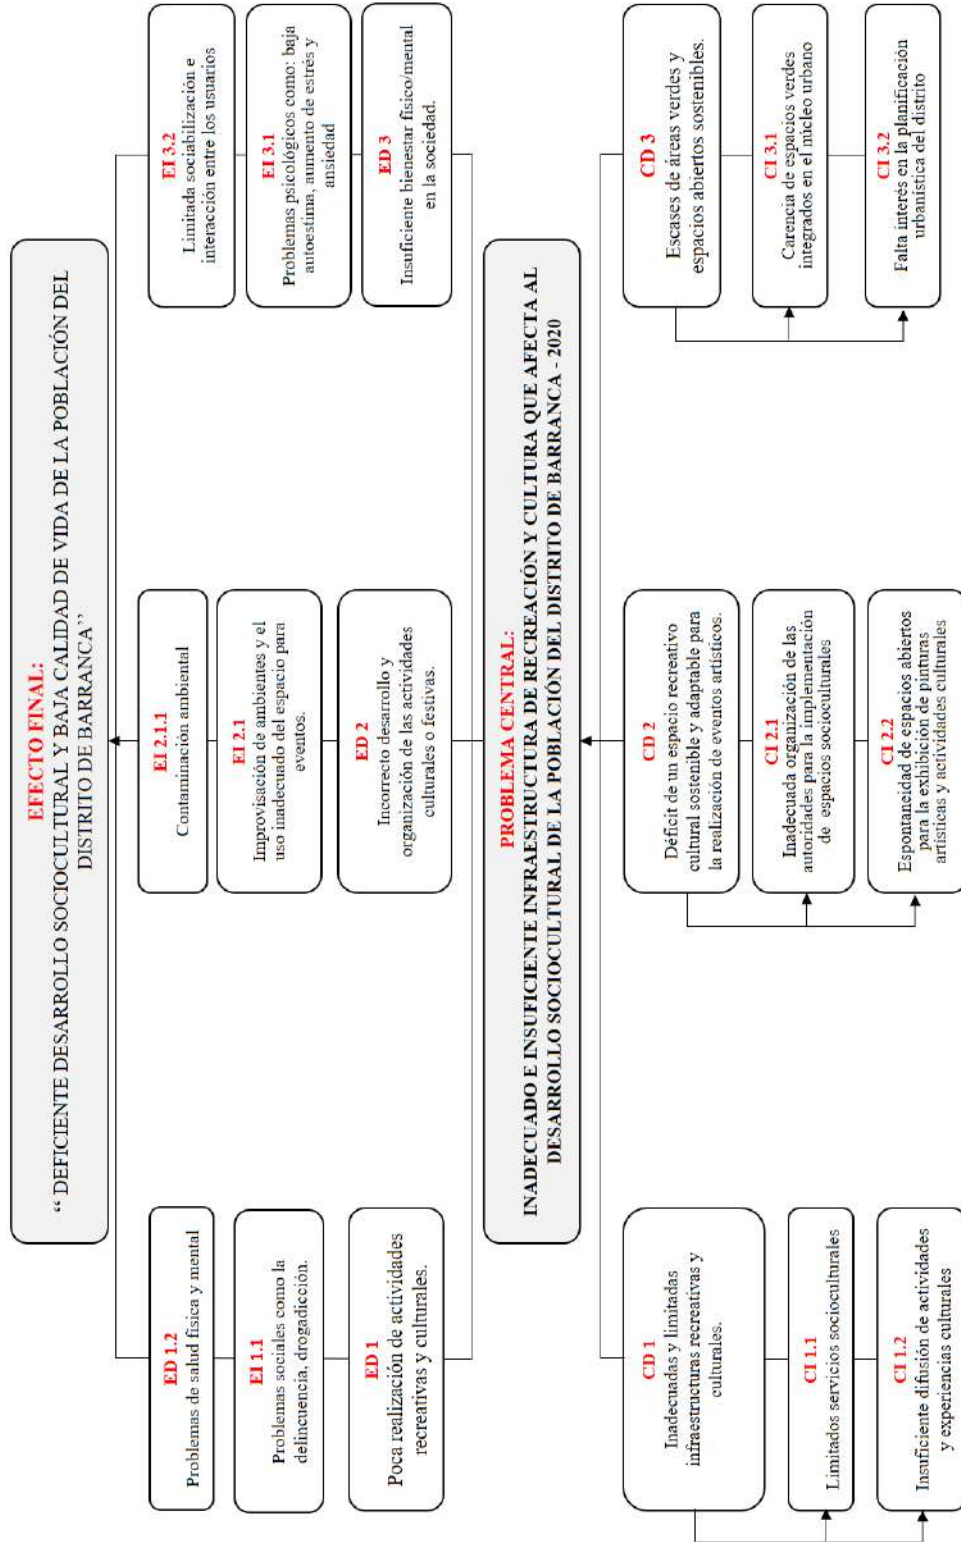 EFECTO FINAL:
“ DEFICIENTE DESARROLLO SOCIOCULTURAL Y BAJA CALIDAD DE VIDA DE LA POBLACIÓN DEL
DISTRITO DE BARRANCA”
ED 1.2
Problemas de salud física y mental
EI 1.1
Problemas sociales como la
delincuencia, drogadicción.
ED 1
Poca realización de actividades
recreativas y culturales.
EI 2.1.1
Contaminación ambiental
EI 2.1
Improvisación de ambientes y el
uso inadecuado del espacio para
eventos.
ED 2
Incorrecto desarrollo y
organización de las actividades
culturales o festivas.
EI 3.2
Limitada sociabilización e
interacción entre los usuarios
EI 3.1
Problemas psicológicos como: baja
autoestima, aumento de estrés y
ansiedad
ED 3
Insuficiente bienestar físico/mental
en la sociedad.
PROBLEMA CENTRAL:
INADECUADO E INSUFICIENTE INFRAESTRUCTURA DE RECREACIÓN Y CULTURA QUE AFECTA AL
DESARROLLO SOCIOCULTURAL DE LA POBLACIÓN DEL DISTRITO DE BARRANCA - 2020
CD 1
Inadecuadas y limitadas
infraestructuras recreativas y
culturales.
CI 1.1
Limitados servicios socioculturales
CI 1.2
Insuficiente difusión de actividades
y experiencias culturales
CD 2
Déficit de un espacio recreativo
cultural sostenible y adaptable para
la realización de eventos artísticos.
CI 2.1
Inadecuada organización de las
autoridades para la implementación
de espacios socioculturales
CI 2.2
Espontaneidad de espacios abiertos
para la exhibición de pinturas
artísticas y actividades culturales
CD 3
Escases de áreas verdes y
espacios abiertos sostenibles.
CI 3.1
Carencia de espacios verdes
integrados en el núcleo urbano
CI 3.2
Falta interés en la planificación
urbanística del distrito